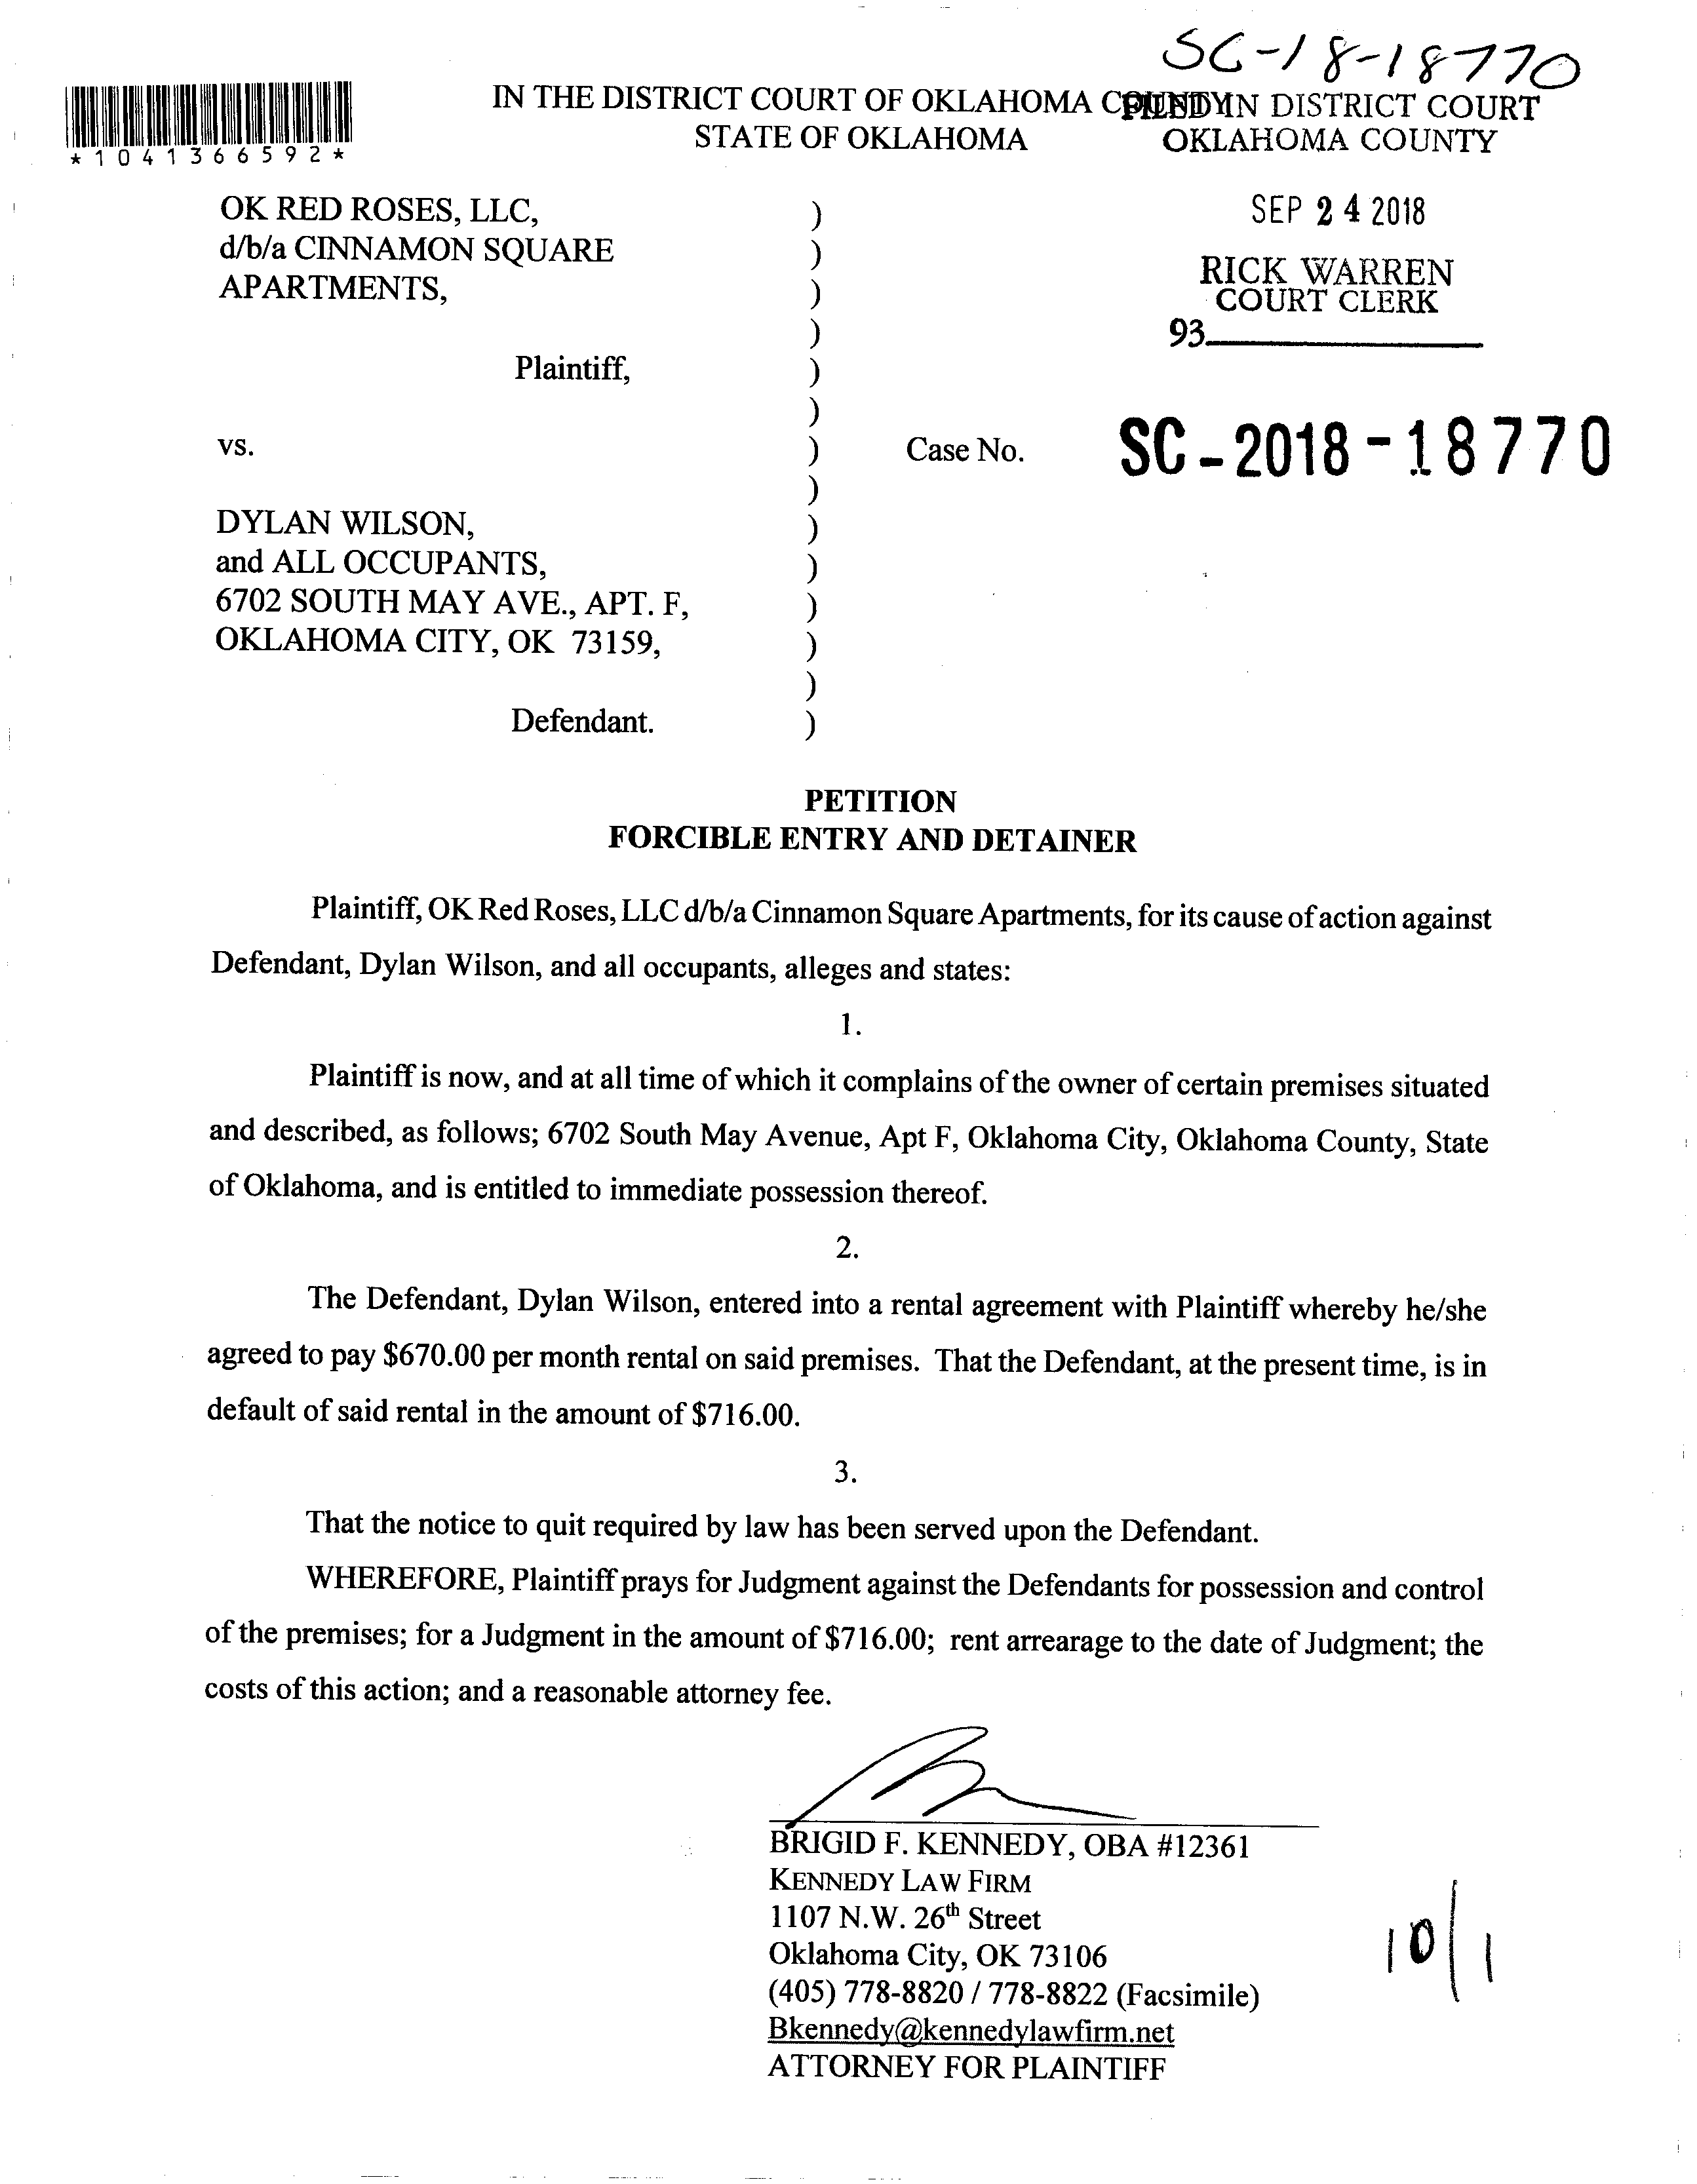 SC-18-18770
*1041366592*
IN THE DISTRICT COURT OF OKLAHOMA COUNTY
STATE OF OKLAHOMA
FILED IN DISTRICT COURT
OKLAHOMA COUNTY
SEP 24 2018
RICK WARREN
COURT CLERK
93
OK RED ROSES, LLC, )
d/b/a CINNAMON SQUARE )
APARTMENTS, )
)
Plaintiff, )
)
vs. ) Case No. SC-2018-18770
)
DYLAN WILSON, )
and ALL OCCUPANTS, )
6702 SOUTH MAY AVE., APT. F, )
OKLAHOMA CITY, OK 73159, )
)
Defendant. )
PETITION
FORCIBLE ENTRY AND DETAINER
Plaintiff, OK Red Roses, LLC d/b/a Cinnamon Square Apartments, for its cause of action against
Defendant, Dylan Wilson, and all occupants, alleges and states:
1.
Plaintiff is now, and at all time of which it complains of the owner of certain premises situated
and described, as follows; 6702 South May Avenue, Apt F, Oklahoma City, Oklahoma County, State
of Oklahoma, and is entitled to immediate possession thereof.
2.
The Defendant, Dylan Wilson, entered into a rental agreement with Plaintiff whereby he/she
agreed to pay $670.00 per month rental on said premises. That the Defendant, at the present time, is in
default of said rental in the amount of $716.00.
3.
That the notice to quit required by law has been served upon the Defendant.
WHEREFORE, Plaintiff prays for Judgment against the Defendants for possession and control
of the premises; for a Judgment in the amount of $716.00; rent arrearage to the date of Judgment; the
costs of this action; and a reasonable attorney fee.
BRIGID F. KENNEDY, OBA #12361
KENNEDY LAW FIRM
1107 N.W. 26th Street
Oklahoma City, OK 73106
(405) 778-8820 / 778-8822 (Facsimile)
Bkennedy@kennedylawfirm.net
ATTORNEY FOR PLAINTIFF
10/1